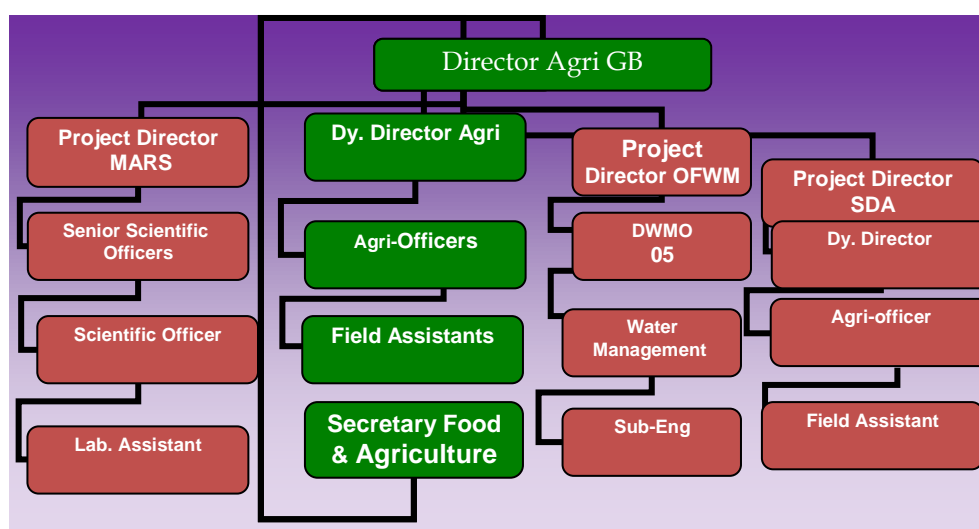 Director Agri GB
Project Director
MARS
Senior Scientific
Officers
Scientific Officer
Lab. Assistant
Dy. Director Agri
Agri-Officers
Field Assistants
Secretary Food
& Agriculture
Project
Director OFWM
DWMO
05
Water
Management
Sub-Eng
Project Director
SDA
Dy. Director
Agri-officer
Field Assistant